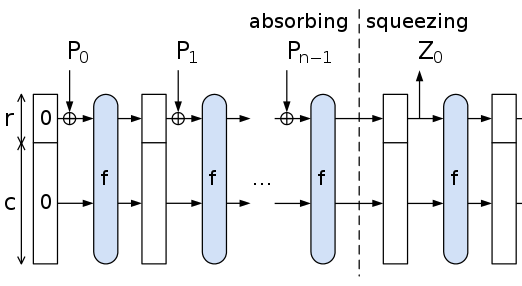 absorbing squeezing
P0 P1 Pn−1 Z0
r 0
f f f f
c 0
...